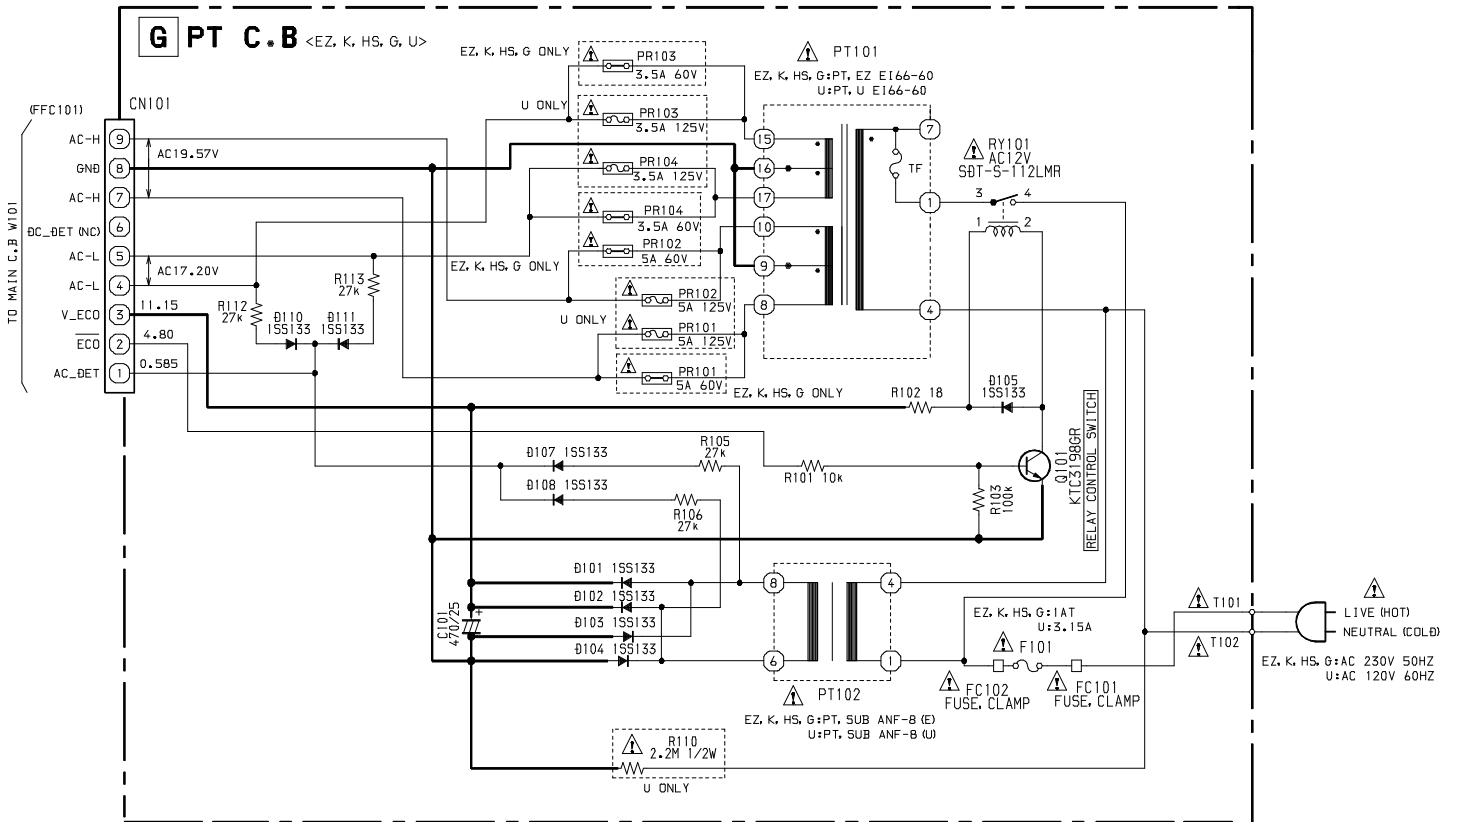 G PT C.B <EZ, K, HS, G, U>
(FFC101)
CN101
TO MAIN C.B W101
AC-H 9
AC19.57V
GND 8
AC-H 7
DC_DET (NC) 6
AC-L 5
AC17.20V
AC-L 4
V_ECO 3 11.15
ECO 2 4.80
AC_DET 1 0.585
R112
27k
D110
1SS133
D111
1SS133
R113
27k
EZ, K, HS, G ONLY
PR103
3.5A 60V
U ONLY
PR103
3.5A 125V
PR104
3.5A 125V
PR104
3.5A 60V
PR102
5A 60V
EZ, K, HS, G ONLY
PR102
5A 125V
U ONLY
PR101
5A 125V
PR101
5A 60V
EZ, K, HS, G ONLY
PT101
EZ, K, HS, G:PT, EZ EI66-60
U:PT, U EI66-60
15
16
17
10
9
8
7
TF
1
4
RY101
AC12V
SDT-S-112LMR
3 4
1 2
R102 18
D105
1SS133
Q101
KTC3198GR
RELAY CONTROL SWITCH
R101 10k
R103
100k
D107 1SS133
R105
27k
D108 1SS133
R106
27k
D101 1SS133
D102 1SS133
D103 1SS133
D104 1SS133
C101
470/25
+
8
6
4
1
PT102
EZ, K, HS, G:PT, SUB ANF-8 (E)
U:PT, SUB ANF-8 (U)
EZ, K, HS, G:1AT
U:3.15A
F101
FC102
FUSE, CLAMP
FC101
FUSE, CLAMP
T101
T102
LIVE (HOT)
NEUTRAL (COLD)
EZ, K, HS, G:AC 230V 50HZ
U:AC 120V 60HZ
R110
2.2M 1/2W
U ONLY